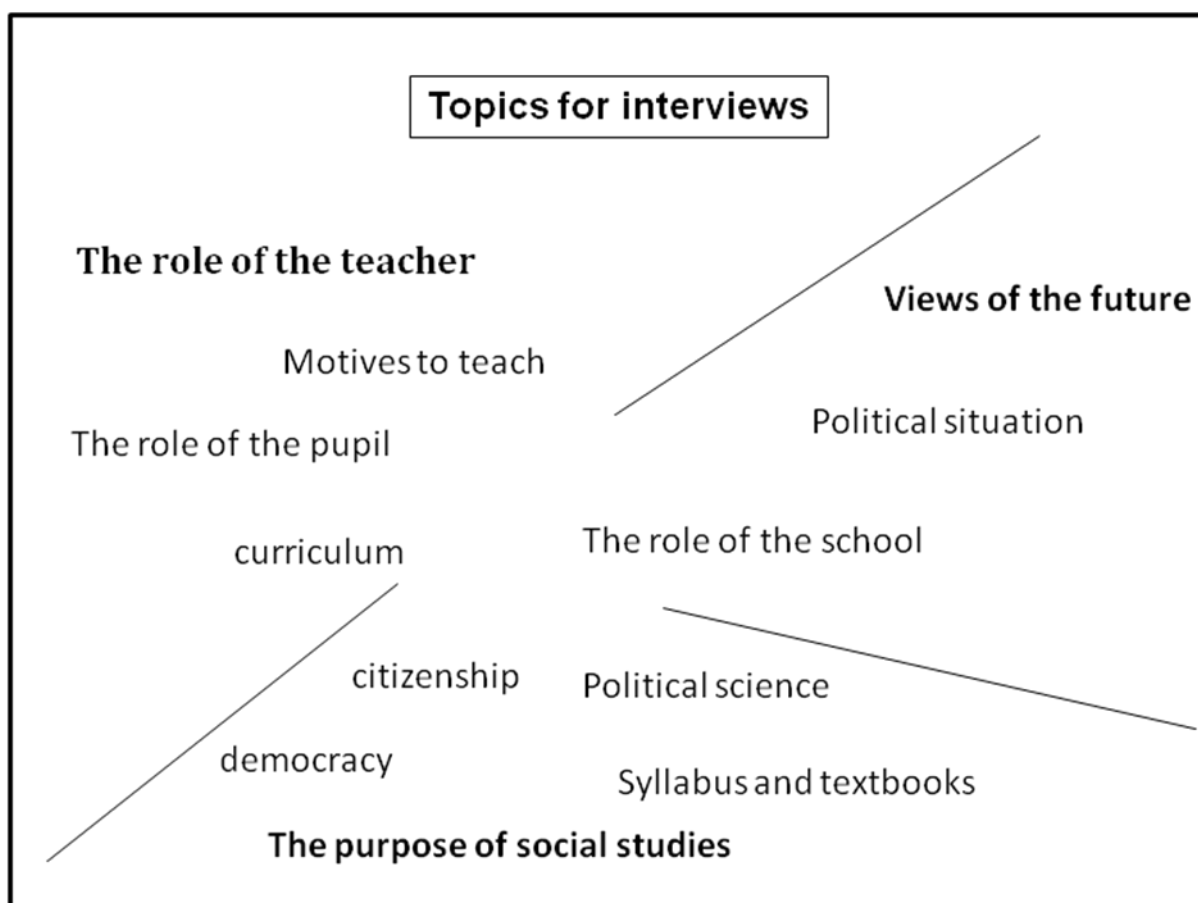 Topics for interviews
The role of the teacher
Views of the future
Motives to teach
Political situation
The role of the pupil
The role of the school
curriculum
citizenship
Political science
democracy
Syllabus and textbooks
The purpose of social studies